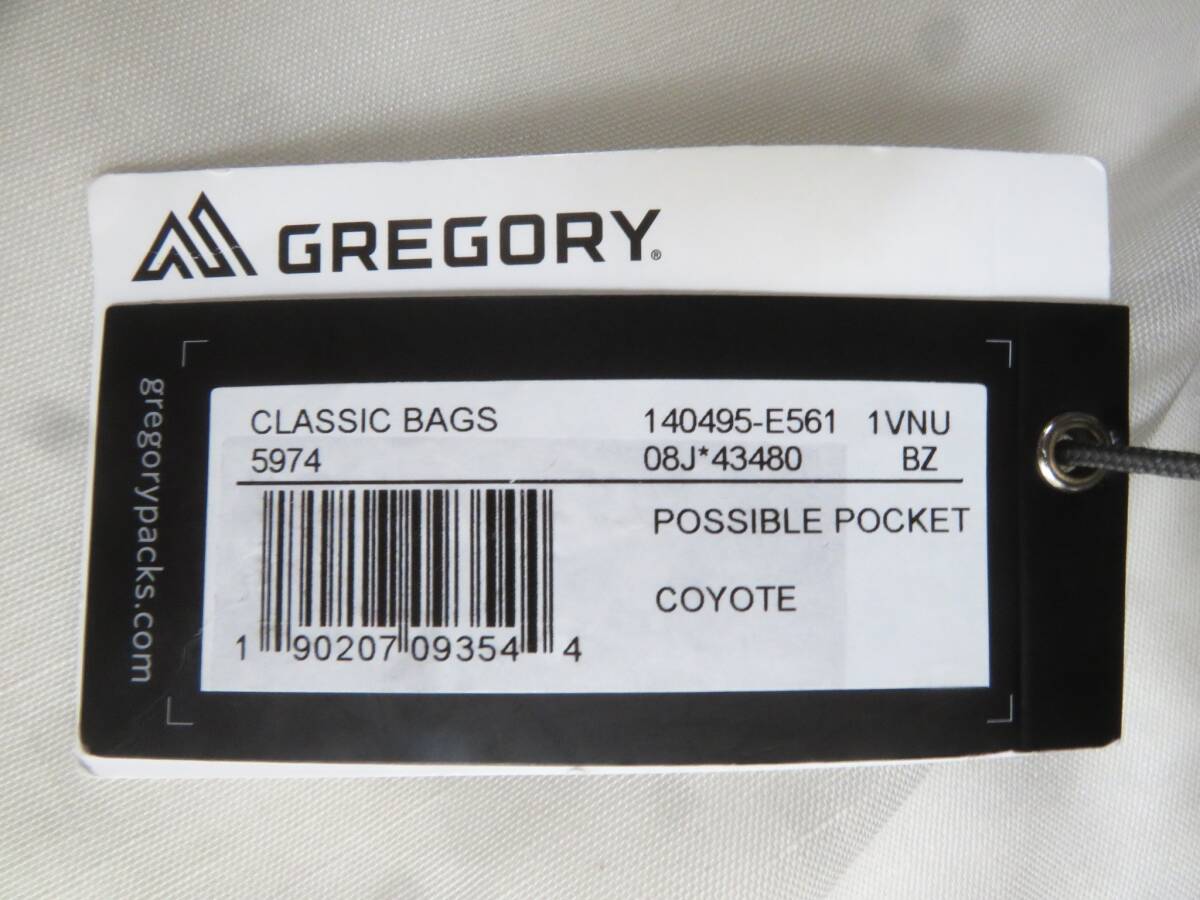 GREGORY®
gregorypacks.com
CLASSIC BAGS 140495-E561 1VNU
5974 08J*43480 BZ
POSSIBLE POCKET
COYOTE
1 90207 09354 4